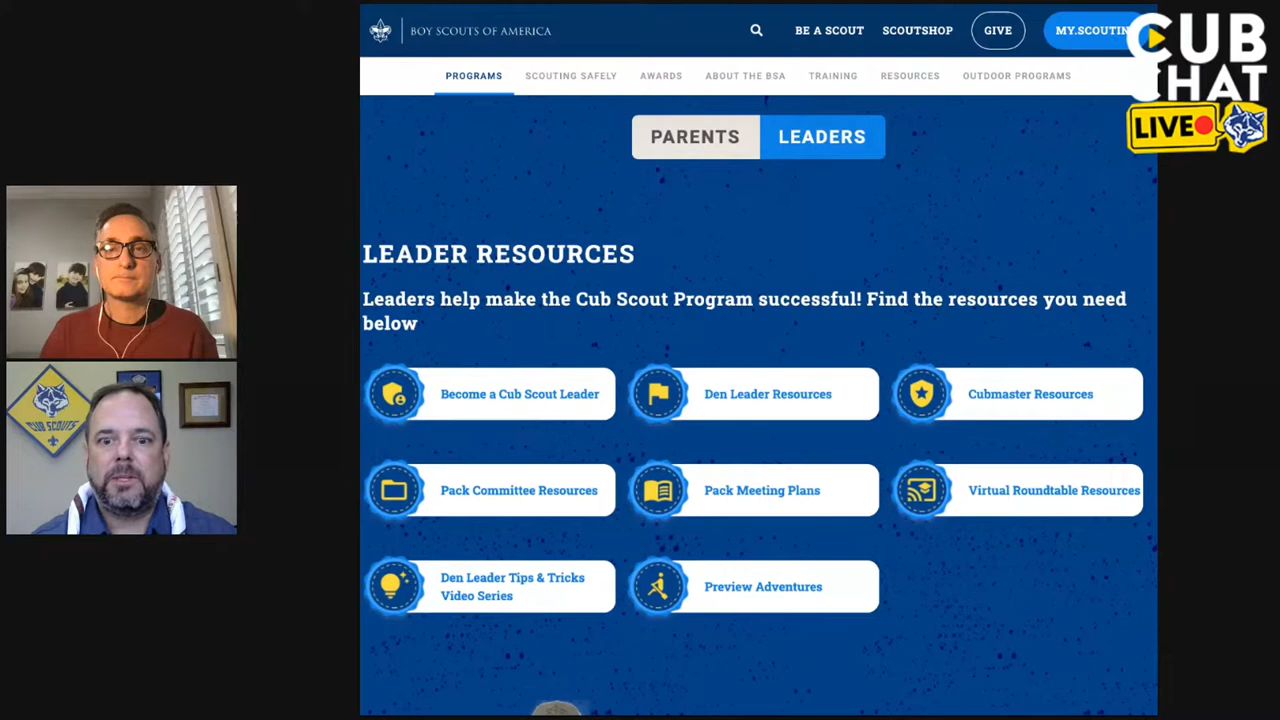 BOY SCOUTS OF AMERICA
BE A SCOUT
SCOUTSHOP
GIVE
MY.SCOUTIN
CUB
CHAT
LIVE
PROGRAMS
SCOUTING SAFELY
AWARDS
ABOUT THE BSA
TRAINING
RESOURCES
OUTDOOR PROGRAMS
PARENTS
LEADERS
LEADER RESOURCES
Leaders help make the Cub Scout Program successful! Find the resources you need
below
Become a Cub Scout Leader
Den Leader Resources
Cubmaster Resources
Pack Committee Resources
Pack Meeting Plans
Virtual Roundtable Resources
Den Leader Tips & Tricks
Video Series
Preview Adventures
CUB SCOUTS